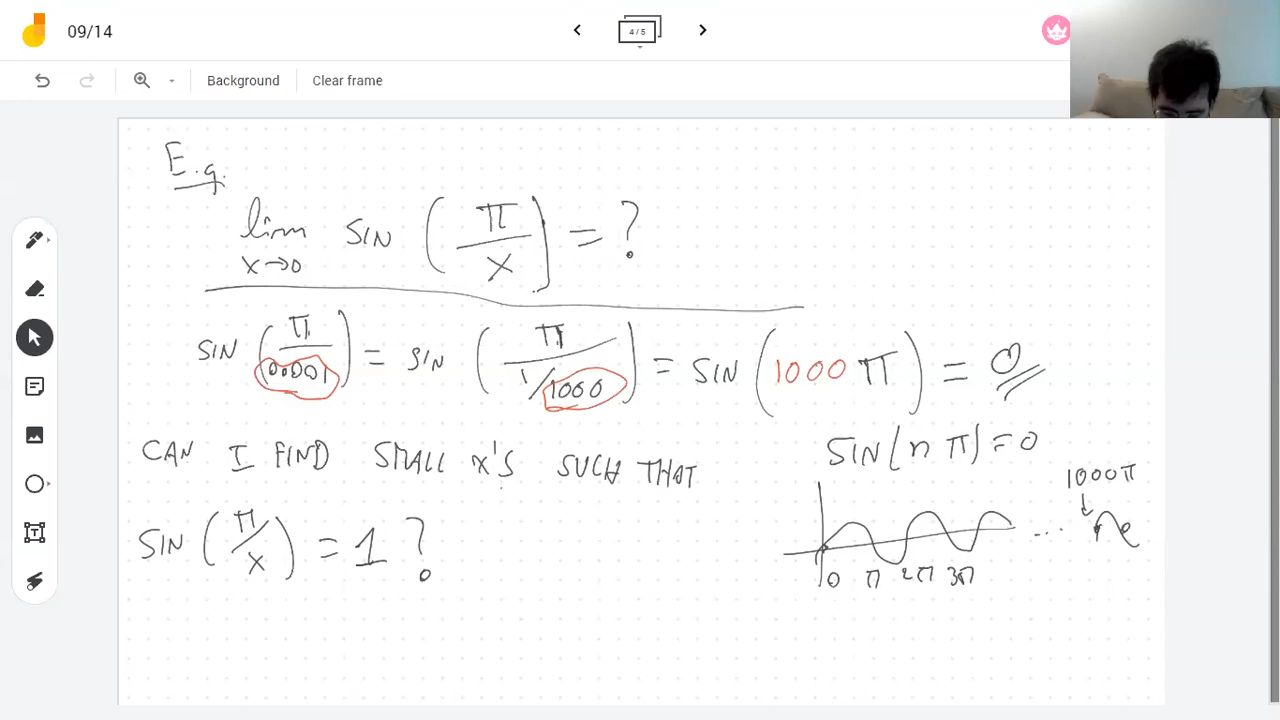 09/14
4/5
Background
Clear frame
E.g.
lim sin (π/x) = ?
x→0
sin (π/0.0001) = sin (π/1/1000) = sin (1000π) = 0
CAN I FIND SMALL x'S SUCH THAT
sin(nπ)=0
sin (π/x) = 1 ?
1000π
...
0 π 2π 3π